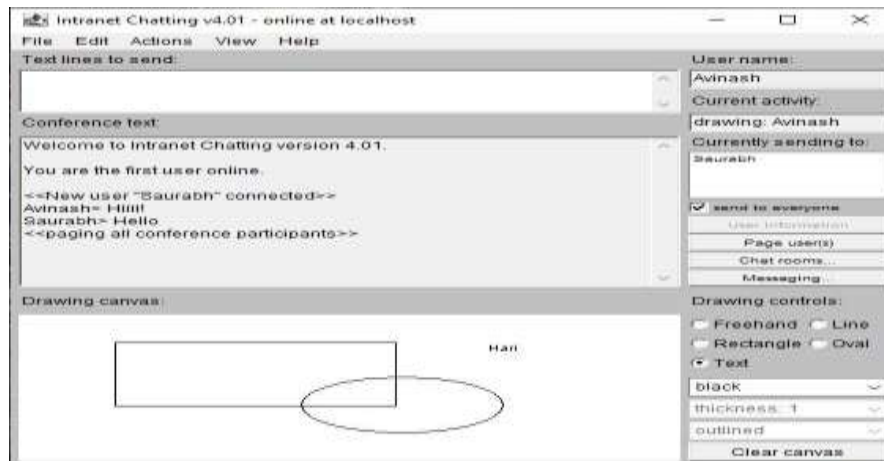 Intranet Chatting v4.01 - online at localhost
File Edit Actions View Help
Text lines to send:
Conference text:
Welcome to Intranet Chatting version 4.01.
You are the first user online.
<<New user "Saurabh" connected>>
Avinash> Hiiii!
Saurabh> Hello
<<paging all conference participants>>
Drawing canvas:
Hari
User name:
Avinash
Current activity:
drawing: Avinash
Currently sending to:
Saurabh
send to everyone
User information
Page user(s)
Chat rooms...
Messaging...
Drawing controls:
Freehand Line
Rectangle Oval
Text
black
thickness: 1
outlined
Clear canvas